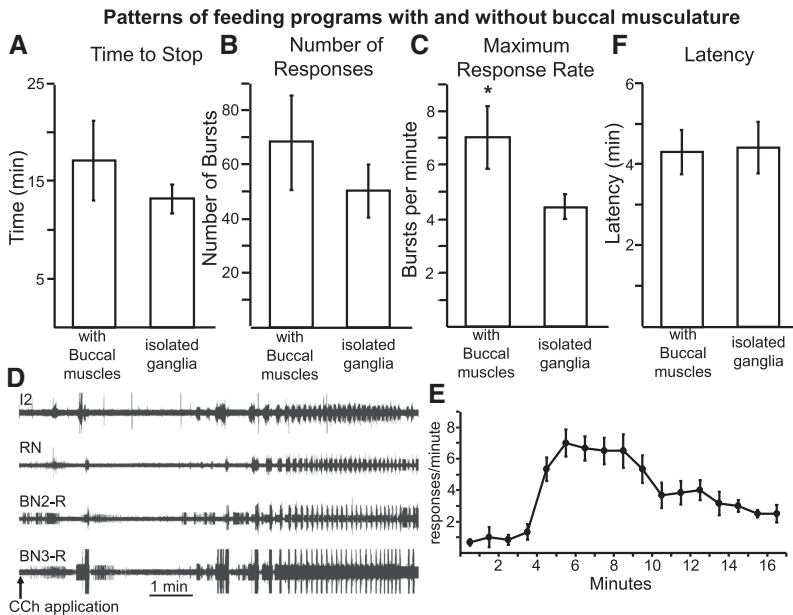 Patterns of feeding programs with and without buccal musculature
A
Time to Stop
25
15
5
Time (min)
with
Buccal
muscles
isolated
ganglia
B
Number of
Responses
80
60
40
20
Number of Bursts
with
Buccal
muscles
isolated
ganglia
C
Maximum
Response Rate
*
8
6
4
2
Bursts per minute
with
Buccal
muscles
isolated
ganglia
F
Latency
6
4
2
Latency (min)
with
Buccal
muscles
isolated
ganglia
D
I2
RN
BN2-R
BN3-R
1 min
CCh application
E
8
6
4
2
responses/minute
2 4 6 8 10 12 14 16
Minutes